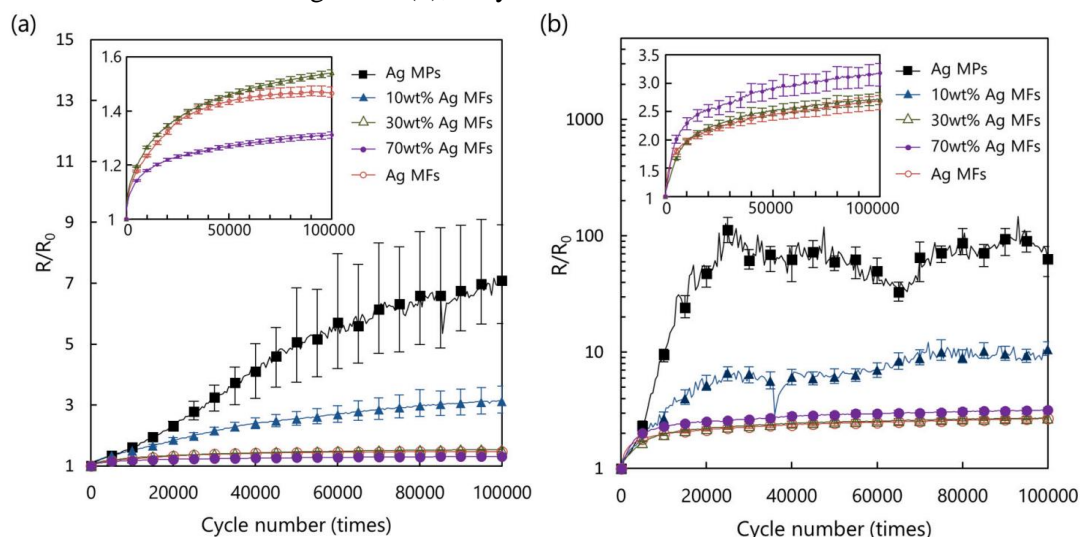 (a)
15
13
11
9
7
5
3
1
R/R0
0
20000
40000
60000
80000
100000
Cycle number (times)
1.6
1.4
1.2
1
0
50000
100000
Ag MPs
10wt% Ag MFs
30wt% Ag MFs
70wt% Ag MFs
Ag MFs
(b)
1000
100
10
1
R/R0
0
20000
40000
60000
80000
100000
Cycle number (times)
3.5
3.0
2.5
2.0
1.5
1
0
50000
100000
Ag MPs
10wt% Ag MFs
30wt% Ag MFs
70wt% Ag MFs
Ag MFs